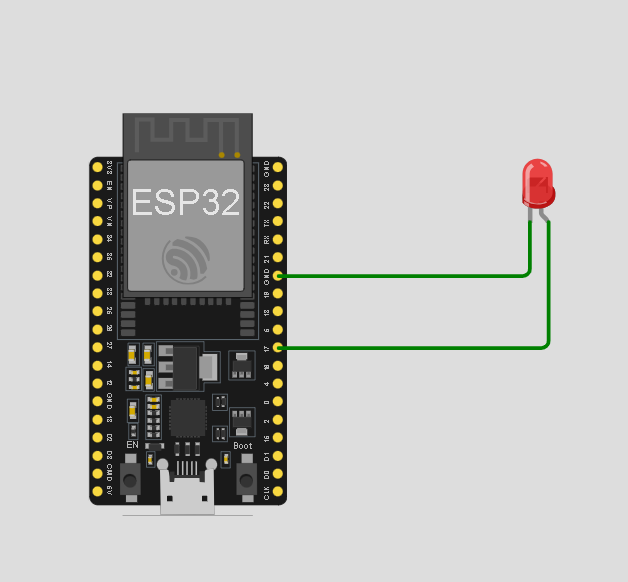 ESP32
3V3
EN
VP
VN
34
35
32
33
25
26
27
14
12
GND
13
D2
D3
CMD
5V
GND
23
22
TX
RX
21
GND
19
18
5
17
16
4
0
2
15
D1
D0
CLK
EN
Boot